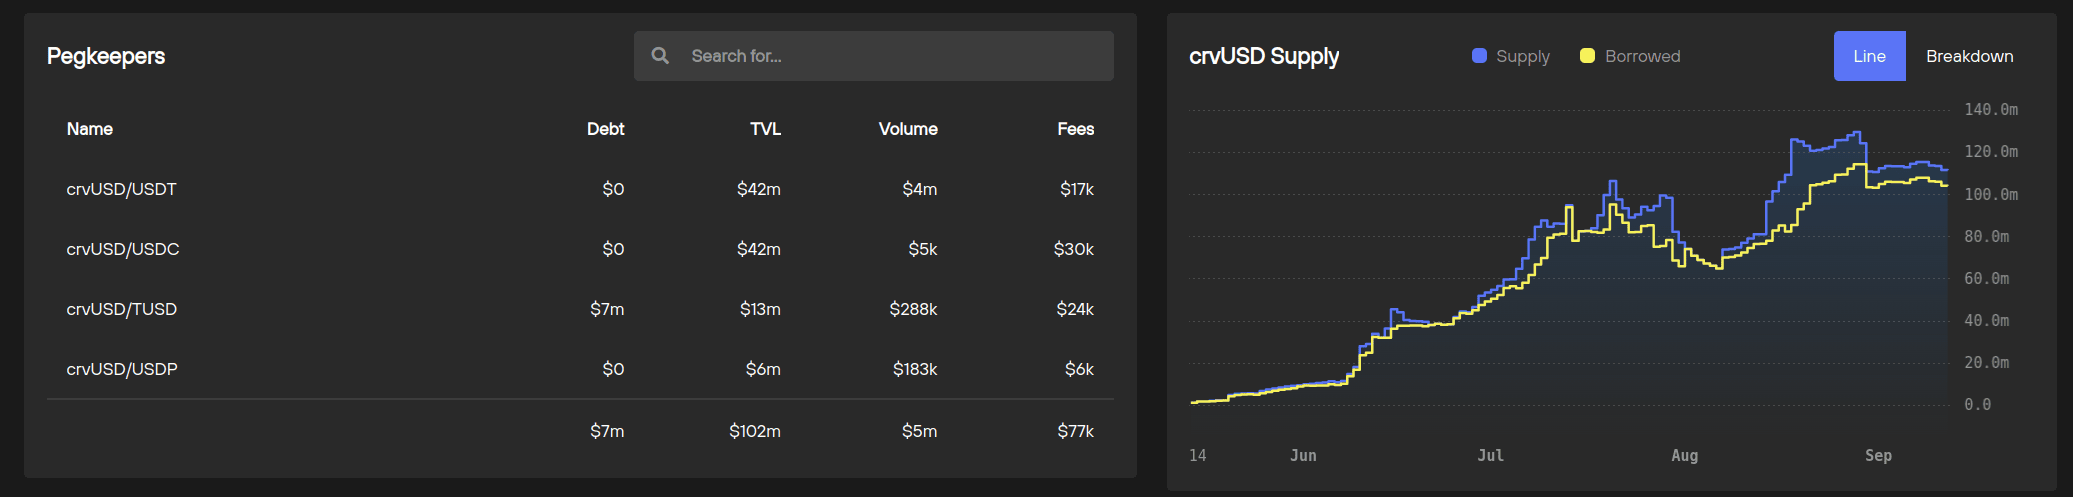 Pegkeepers
Search for...
Name Debt TVL Volume Fees
crvUSD/USDT $0 $42m $4m $17k
crvUSD/USDC $0 $42m $5k $30k
crvUSD/TUSD $7m $13m $288k $24k
crvUSD/USDP $0 $6m $183k $6k
$7m $102m $5m $77k
crvUSD Supply
Supply Borrowed
Line Breakdown
140.0m
120.0m
100.0m
80.0m
60.0m
40.0m
20.0m
0.0
14 Jun Jul Aug Sep